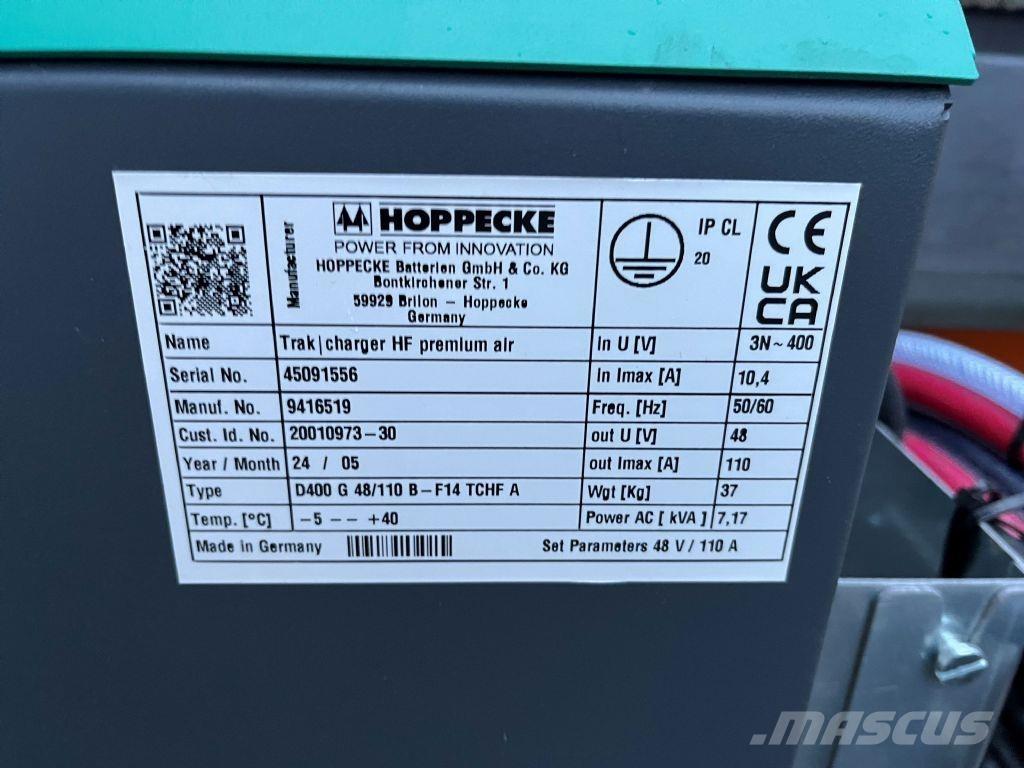 Manufacturer
HOPPECKE
POWER FROM INNOVATION
HOPPECKE Batterien GmbH & Co. KG
Bontkirchener Str. 1
59929 Brilon - Hoppecke
Germany
IP CL
20
CE
UK
CA
Name Trak|charger HF premium air In U [V] 3N~400
Serial No. 45091556 In Imax [A] 10,4
Manuf. No. 9416519 Freq. [Hz] 50/60
Cust. Id. No. 20010973-30 out U [V] 48
Year / Month 24 / 05 out Imax [A] 110
Type D400 G 48/110 B-F14 TCHF A Wgt [Kg] 37
Temp. [°C] -5 -- +40 Power AC [ kVA ] 7,17
Made in Germany Set Parameters 48 V / 110 A
MASCUS